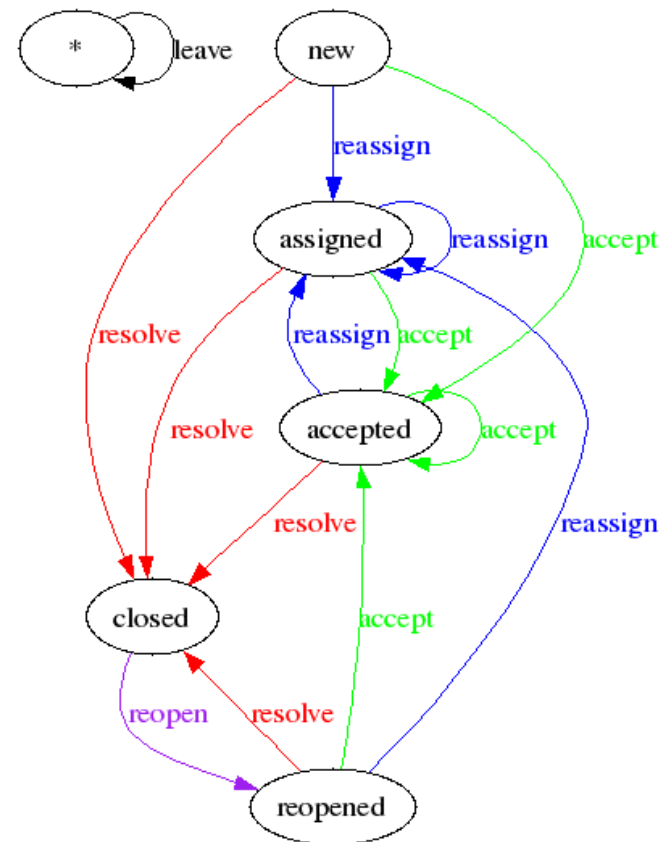 *
leave
new
reassign
assigned
reassign
accept
resolve
reassign
accept
resolve
accepted
accept
resolve
reassign
closed
accept
reopen
resolve
reopened